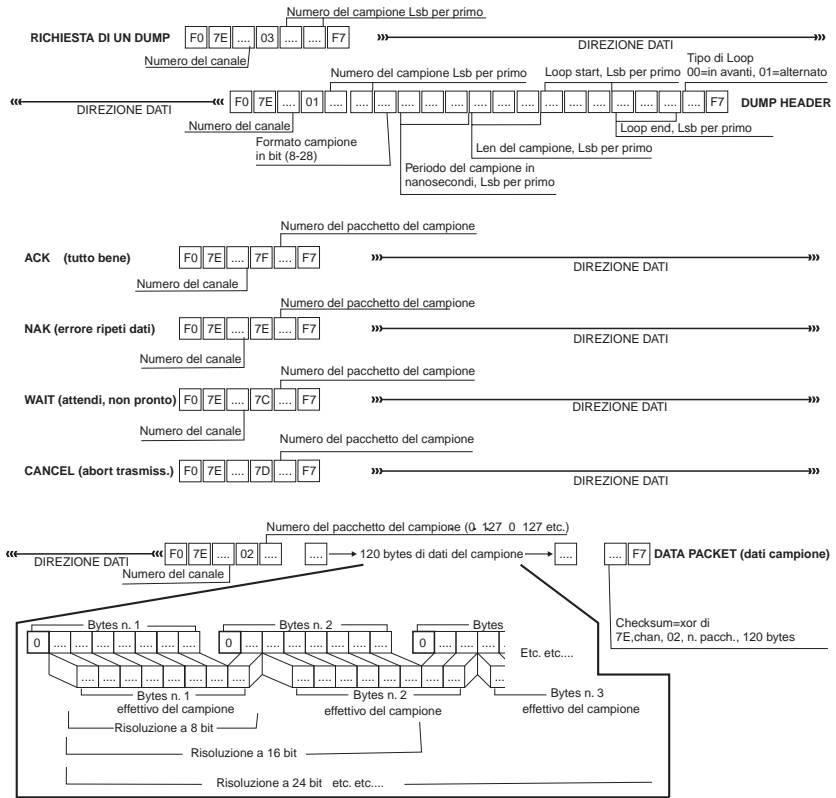 Numero del campione Lsb per primo
RICHIESTA DI UN DUMP F0 7E .... 03 .... .... F7 DIREZIONE DATI
Numero del canale
Tipo di Loop
Numero del campione Lsb per primo Loop start, Lsb per primo 00=in avanti, 01=alternato
DIREZIONE DATI F0 7E .... 01 .... .... .... .... .... .... .... .... .... .... .... .... .... .... .... .... F7 DUMP HEADER
Numero del canale Loop end, Lsb per primo
Formato campione
in bit (8-28)
Len del campione, Lsb per primo
Periodo del campione in
nanosecondi, Lsb per primo
Numero del pacchetto del campione
ACK (tutto bene) F0 7E .... 7F .... F7 DIREZIONE DATI
Numero del canale
Numero del pacchetto del campione
NAK (errore ripeti dati) F0 7E .... 7E .... F7 DIREZIONE DATI
Numero del canale
Numero del pacchetto del campione
WAIT (attendi, non pronto) F0 7E .... 7C .... F7 DIREZIONE DATI
Numero del canale
Numero del pacchetto del campione
CANCEL (abort trasmiss.) F0 7E .... 7D .... F7 DIREZIONE DATI
Numero del pacchetto del campione (0 - 127 0 127 etc.)
DIREZIONE DATI F0 7E .... 02 .... .... 120 bytes di dati del campione .... .... F7 DATA PACKET (dati campione)
Numero del canale
Checksum=xor di
7E,chan, 02, n. pacch., 120 bytes
Bytes n. 1 Bytes n. 2 Bytes
0 .... .... .... .... .... .... .... 0 .... .... .... .... .... .... .... 0 .... .... ....
Etc. etc....
.... .... .... .... .... .... .... .... .... .... .... .... .... .... .... .... .... ....
Bytes n. 1 Bytes n. 2 Bytes n. 3
effettivo del campione effettivo del campione effettivo del campione
Risoluzione a 8 bit
Risoluzione a 16 bit
Risoluzione a 24 bit etc. etc....